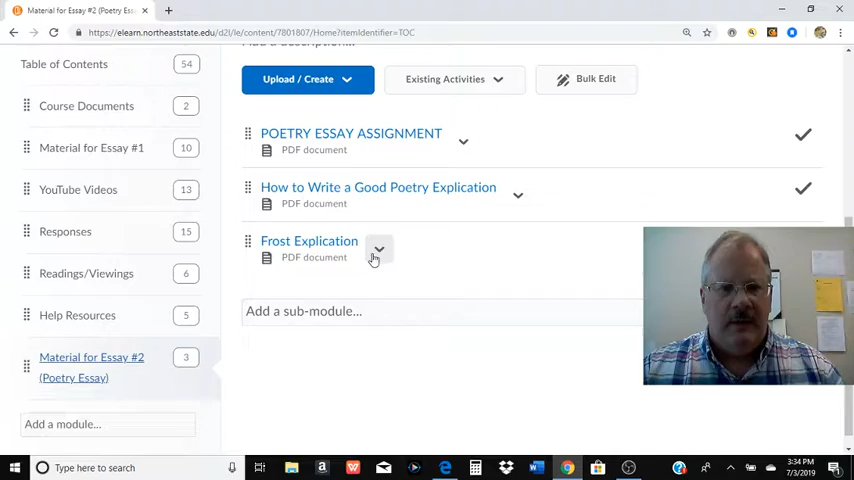 Material for Essay #2 (Poetry Ess
https://elearn.northeaststate.edu/d2l/le/content/7801807/Home?itemIdentifier=TOC
Table of Contents
54
Course Documents
2
Material for Essay #1
10
YouTube Videos
13
Responses
15
Readings/Viewings
6
Help Resources
5
Material for Essay #2
(Poetry Essay)
3
Add a module...
Add a description...
Upload / Create
Existing Activities
Bulk Edit
POETRY ESSAY ASSIGNMENT
PDF document
How to Write a Good Poetry Explication
PDF document
Frost Explication
PDF document
Add a sub-module...
Type here to search
3:34 PM
7/3/2019